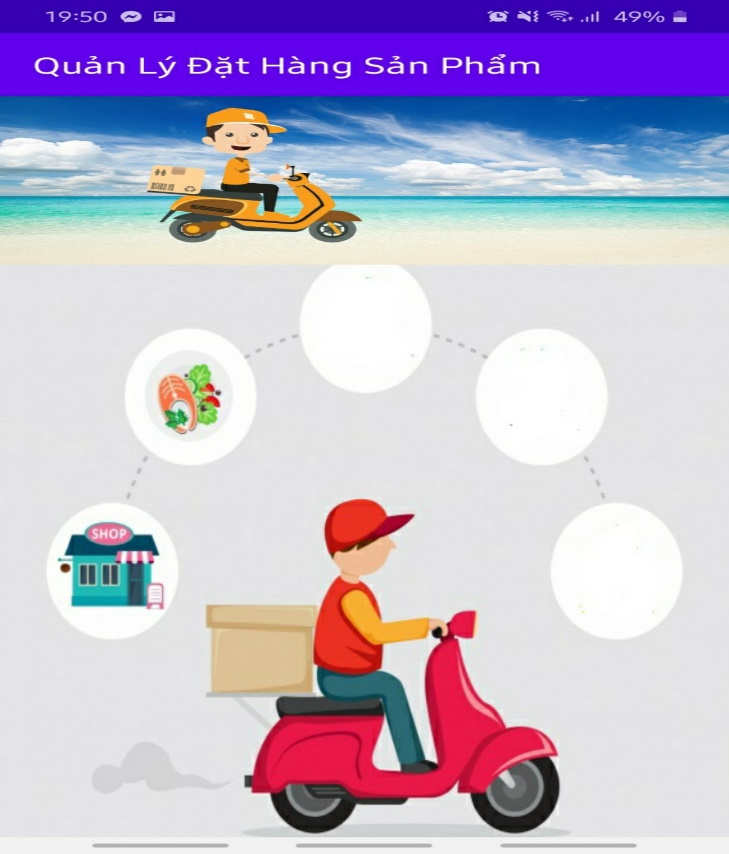 19:50
49%
Quản Lý Đặt Hàng Sản Phẩm
SHOP